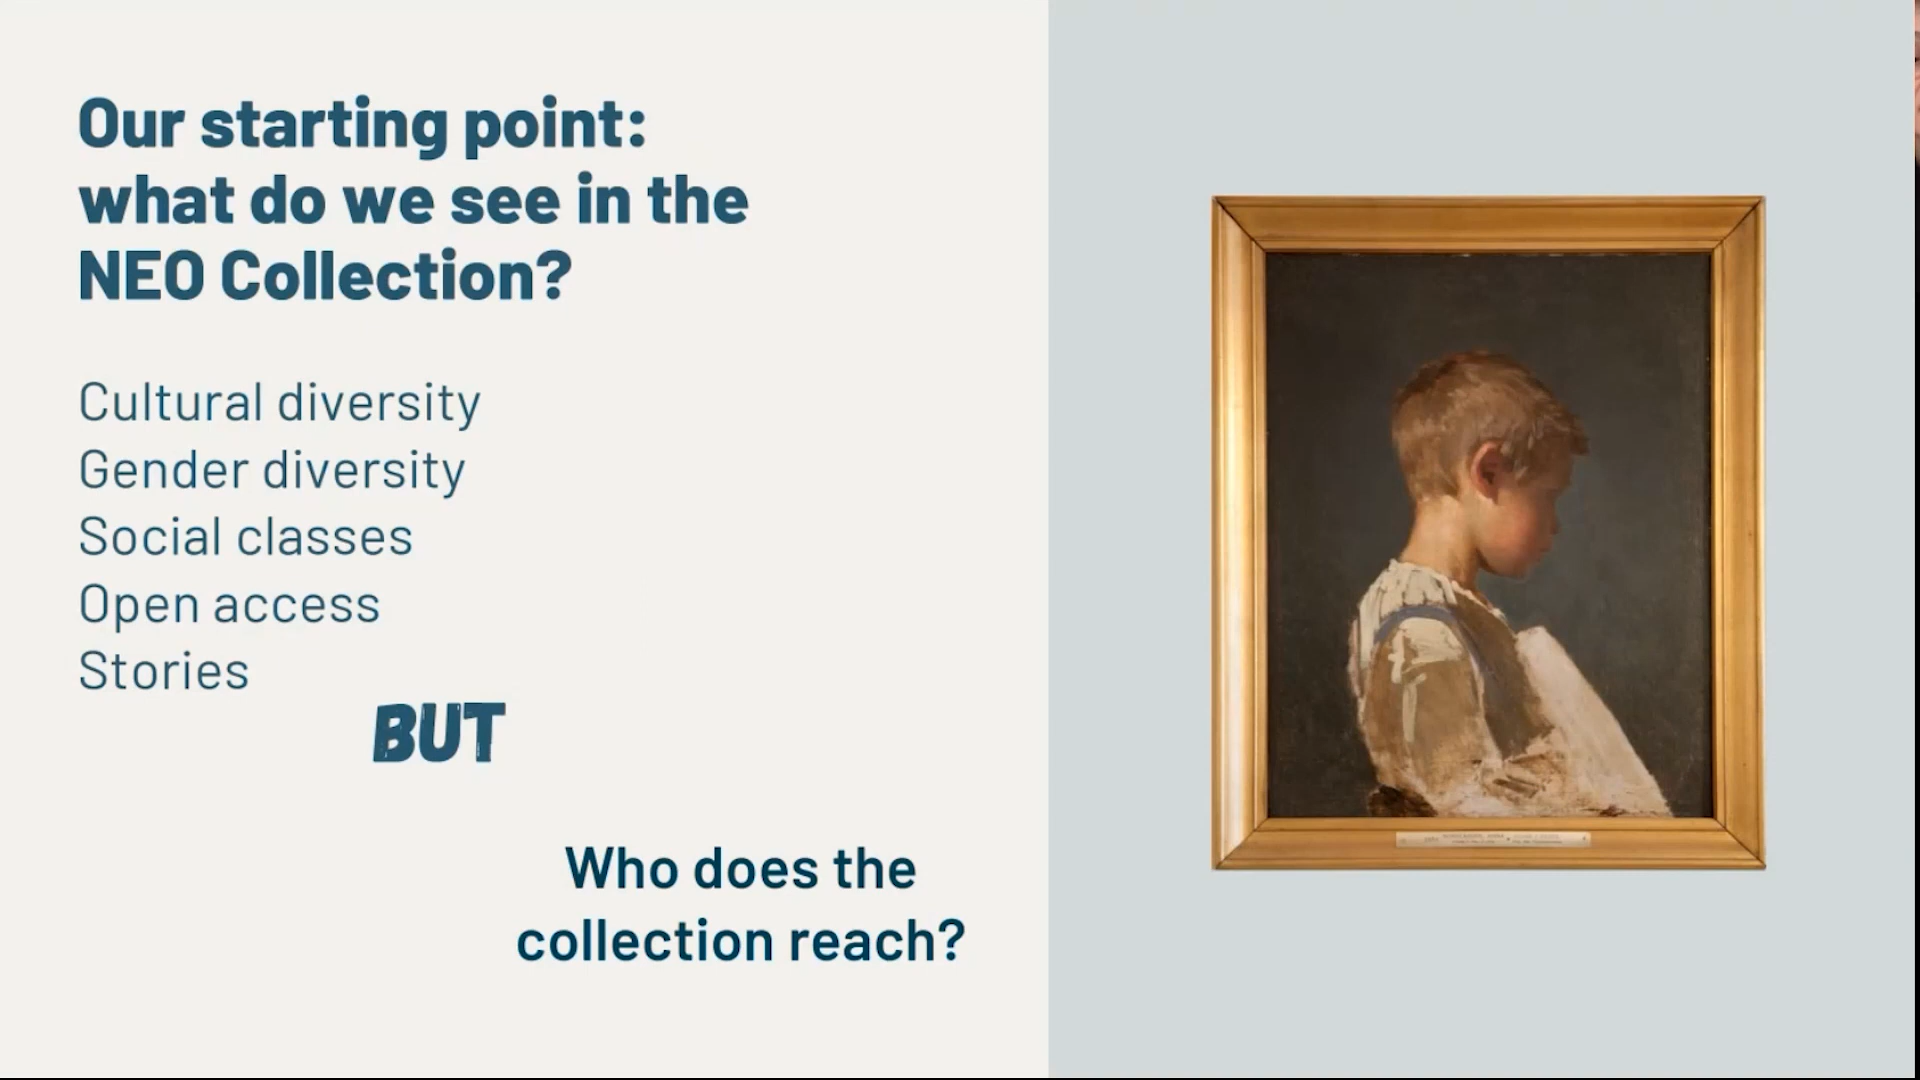 Our starting point:
what do we see in the
NEO Collection?
Cultural diversity
Gender diversity
Social classes
Open access
Stories
BUT
Who does the
collection reach?